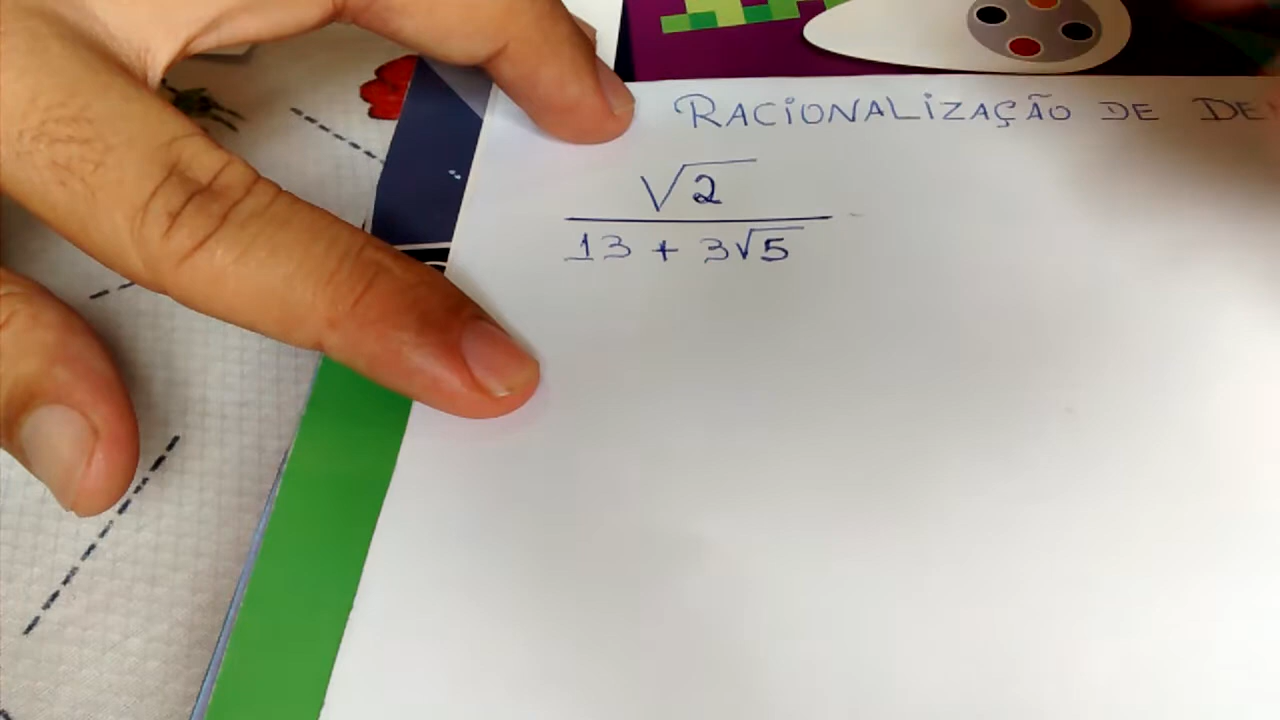 RACIONALIZAÇÃO DE
√2
13 + 3√5